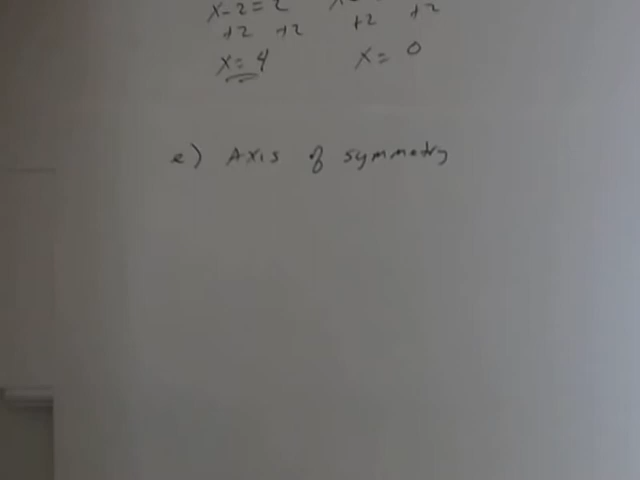 x-2=2 x
+2 +2 +2 +2
x=4 x=0
e) Axis of symmetry